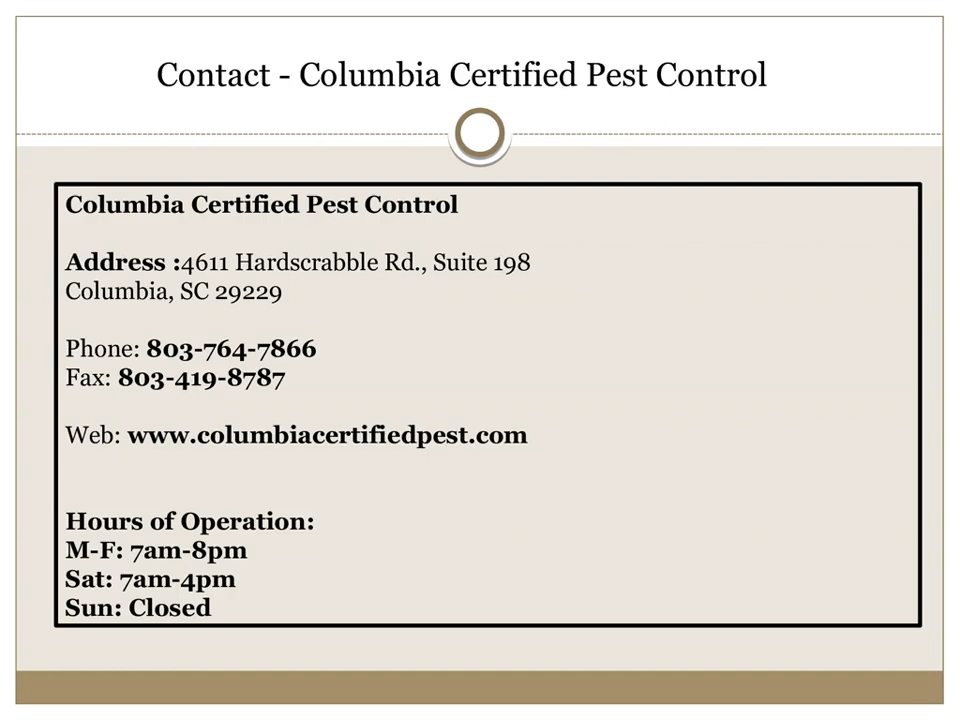 Contact - Columbia Certified Pest Control
Columbia Certified Pest Control
Address :4611 Hardscrabble Rd., Suite 198
Columbia, SC 29229
Phone: 803-764-7866
Fax: 803-419-8787
Web: www.columbiacertifiedpest.com
Hours of Operation:
M-F: 7am-8pm
Sat: 7am-4pm
Sun: Closed